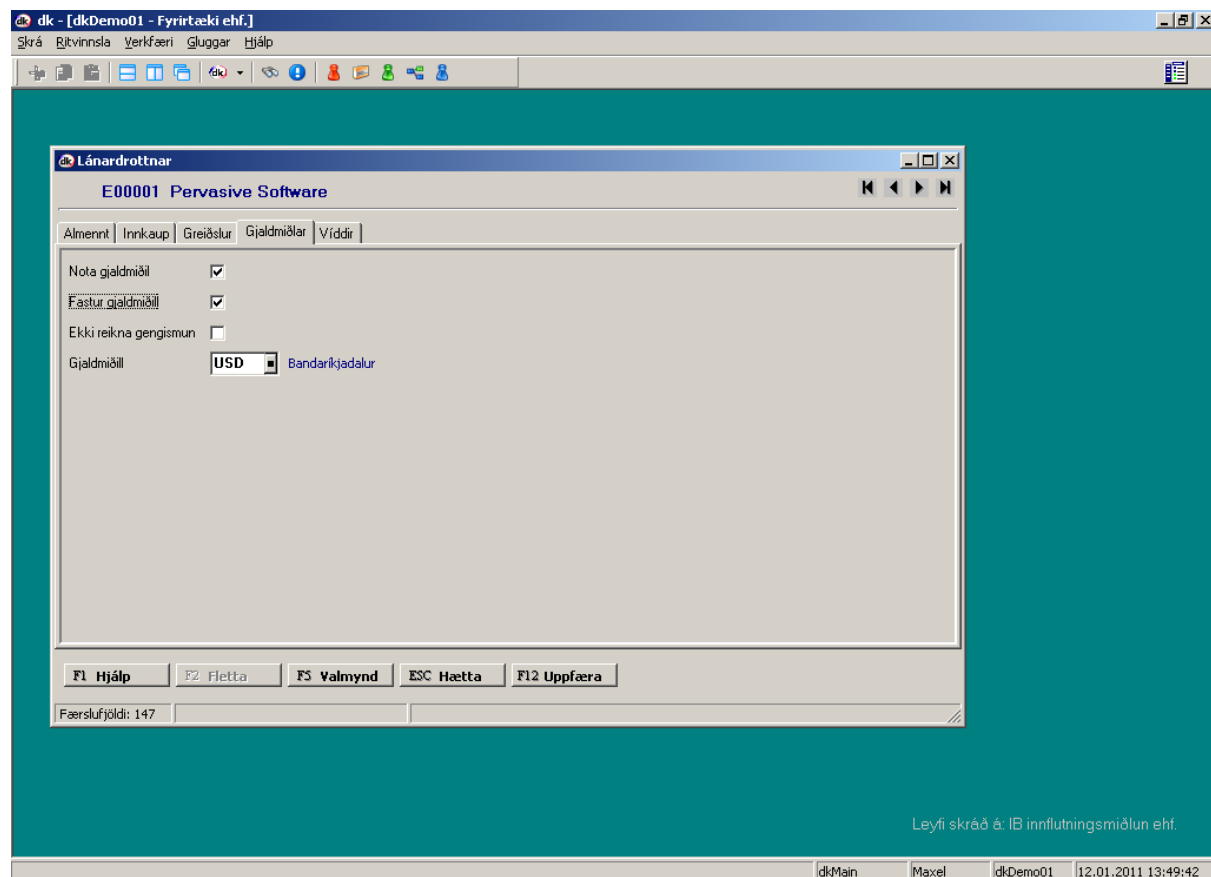 dk - [dkDemo01 - Fyrirtæki ehf.]
Skrá Ritvinnsla Verkfæri Gluggar Hjálp
dk
Lánardrottnar
E00001 Pervasive Software
Almennt Innkaup Greiðslur Gjaldmiðlar Víddir
Nota gjaldmiðil
Fastur gjaldmiðill
Ekki reikna gengismun
Gjaldmiðill USD Bandaríkjadalur
F1 Hjálp F2 Fletta F5 Valmynd ESC Hætta F12 Uppfæra
Færslufjöldi: 147
Leyfi skráð á: IB innflutningsmiðlun ehf.
dkMain Maxel dkDemo01 12.01.2011 13:49:42